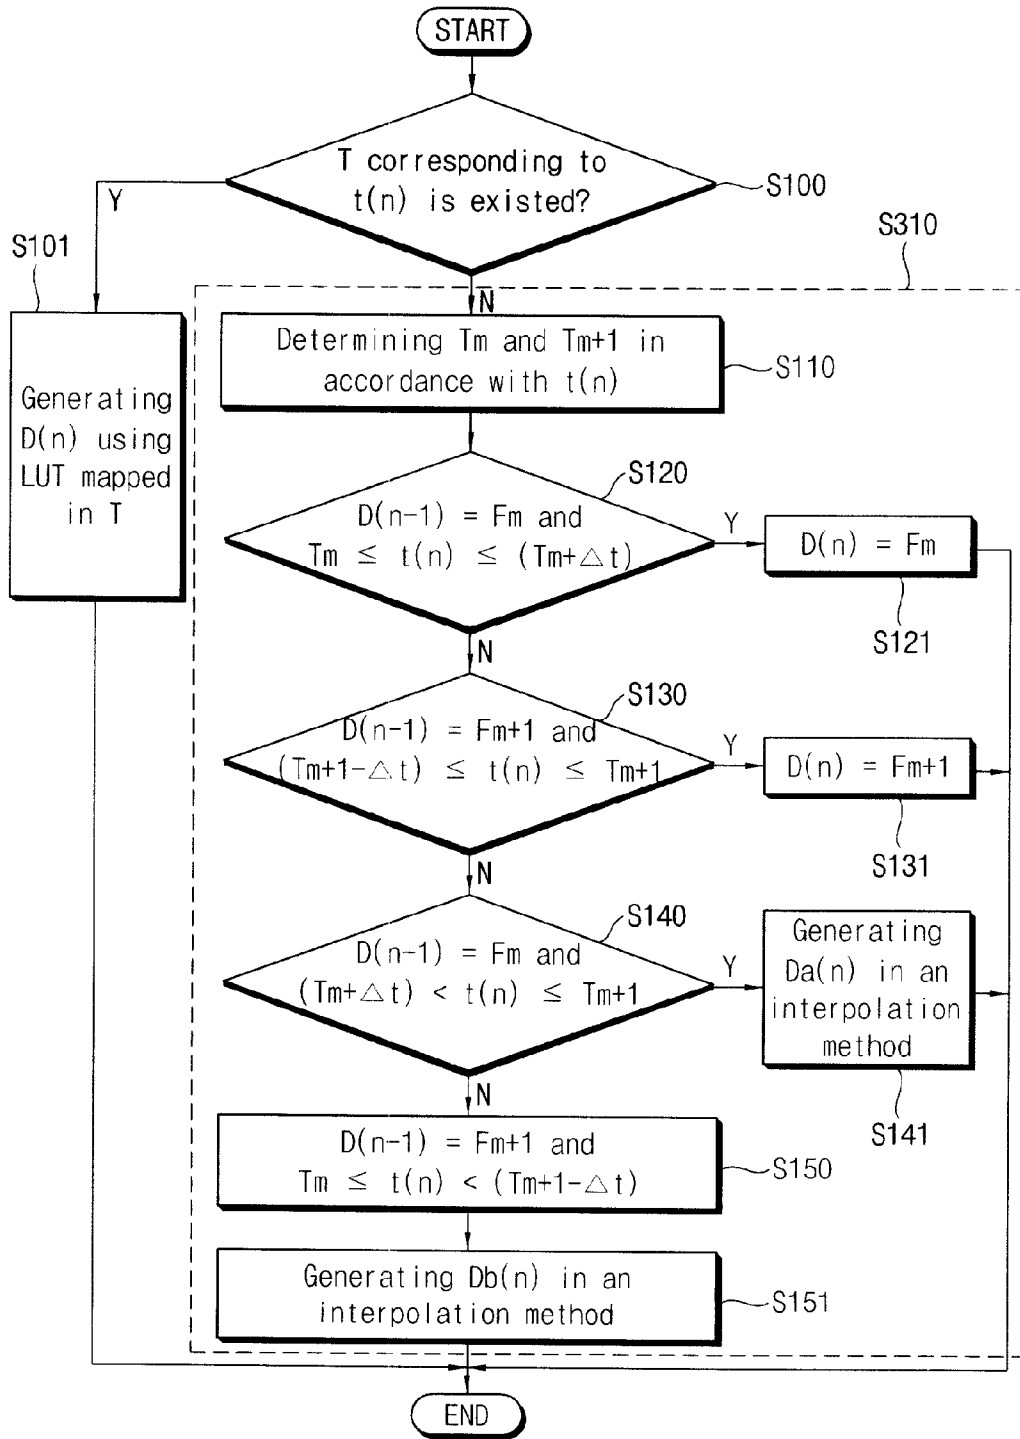 START
T corresponding to
t(n) is existed?
S100
Y
S310
S101
N
Generating
D(n) using
LUT mapped
in T
Determining Tm and Tm+1 in
accordance with t(n)
S110
S120
D(n-1) = Fm and
Tm ≤ t(n) ≤ (Tm+△t)
Y
D(n) = Fm
S121
N
S130
D(n-1) = Fm+1 and
(Tm+1-△t) ≤ t(n) ≤ Tm+1
Y
D(n) = Fm+1
S131
N
S140
D(n-1) = Fm and
(Tm+△t) < t(n) ≤ Tm+1
Y
Generating
Da(n) in an
interpolation
method
S141
N
D(n-1) = Fm+1 and
Tm ≤ t(n) < (Tm+1-△t)
S150
Generating Db(n) in an
interpolation method
S151
END